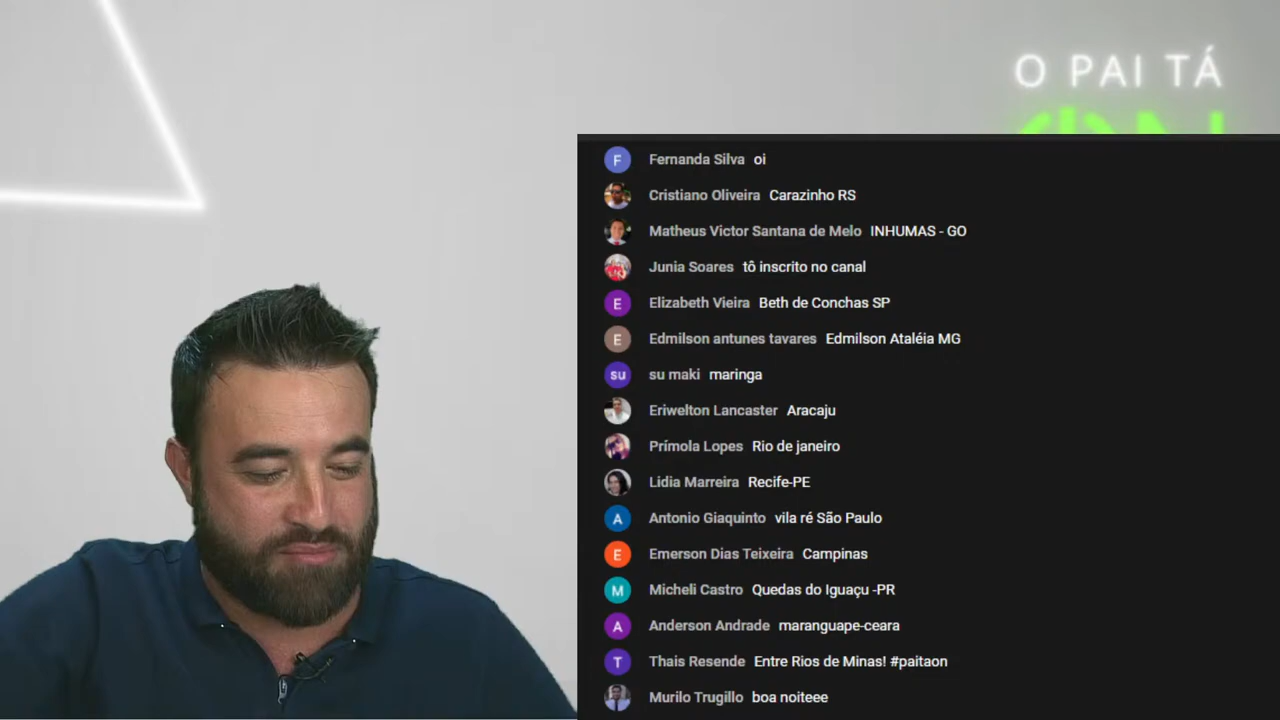 O PAI TÁ
ON
F Fernanda Silva oi
Cristiano Oliveira Carazinho RS
Matheus Victor Santana de Melo INHUMAS - GO
Junia Soares tô inscrito no canal
E Elizabeth Vieira Beth de Conchas SP
E Edmilson antunes tavares Edmilson Ataléia MG
su su maki maringa
Eriwelton Lancaster Aracaju
Prímola Lopes Rio de janeiro
Lidia Marreira Recife-PE
A Antonio Giaquinto vila ré São Paulo
E Emerson Dias Teixeira Campinas
M Micheli Castro Quedas do Iguaçu -PR
A Anderson Andrade maranguape-ceara
T Thais Resende Entre Rios de Minas! #paitaon
Murilo Trugillo boa noiteee